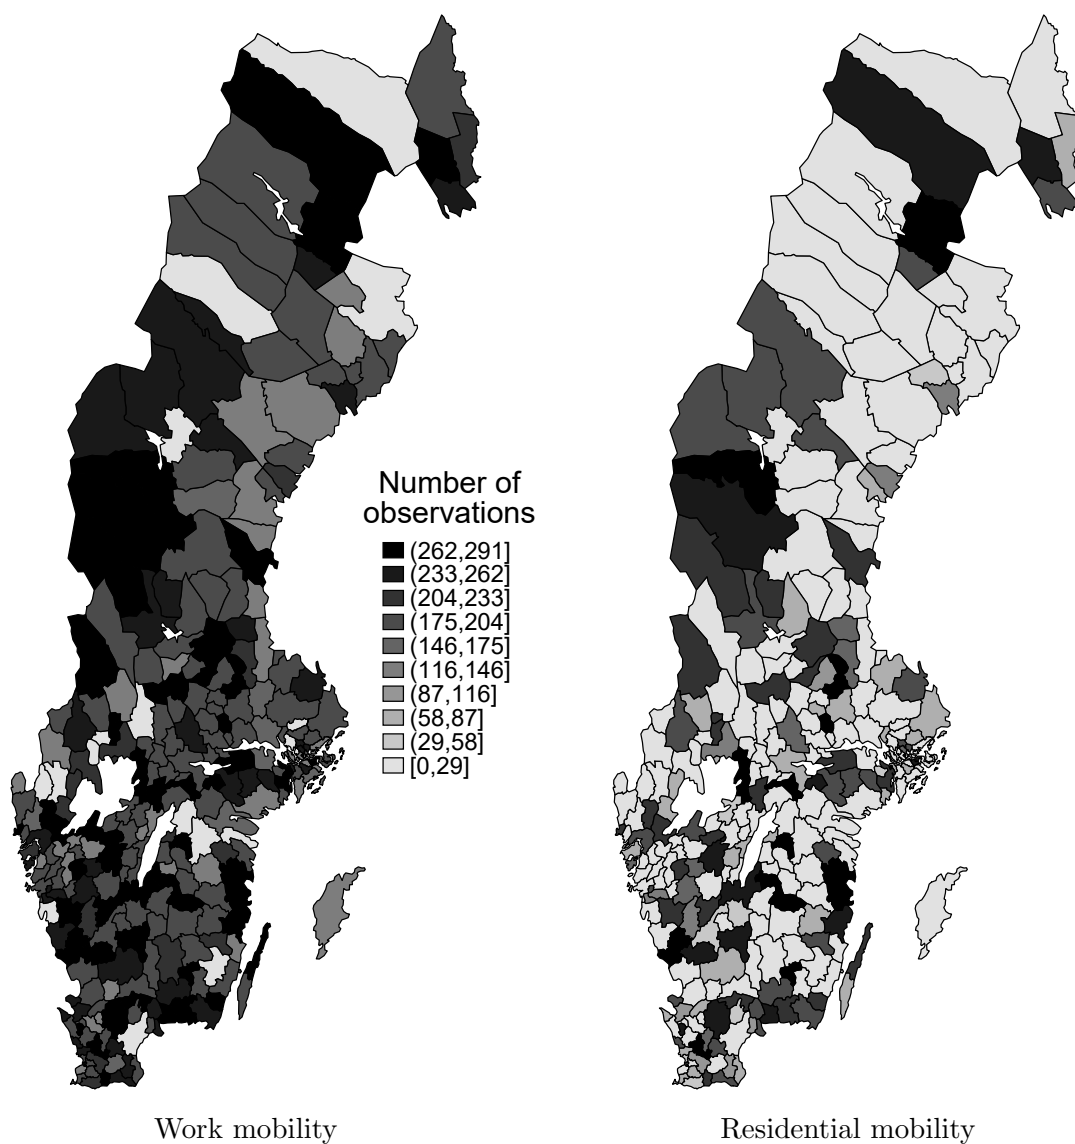 Number of
observations
(262,291]
(233,262]
(204,233]
(175,204]
(146,175]
(116,146]
(87,116]
(58,87]
(29,58]
[0,29]
Work mobility
Residential mobility